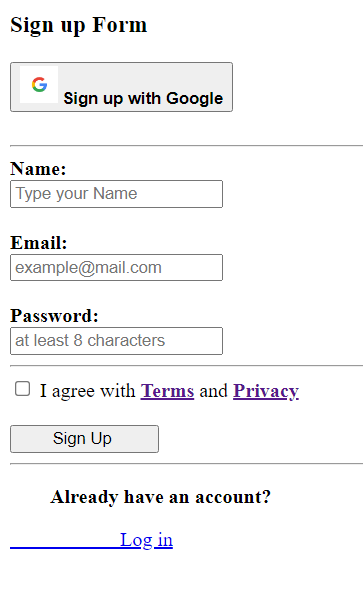 Sign up Form
Sign up with Google
Name:
Type your Name
Email:
example@mail.com
Password:
at least 8 characters
I agree with Terms and Privacy
Sign Up
Already have an account?
Log in